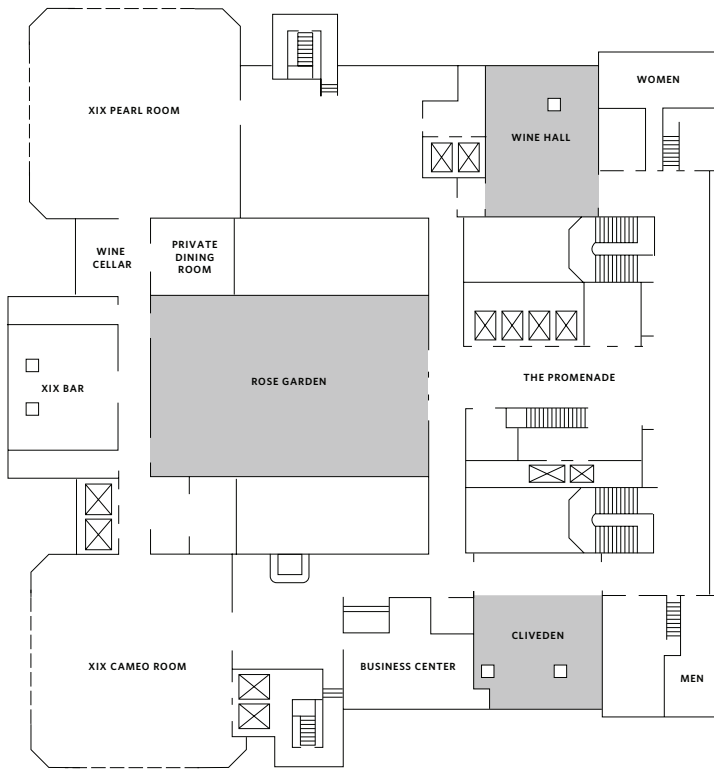 WOMEN
XIX PEARL ROOM
WINE HALL
WINE
CELLAR
PRIVATE
DINING
ROOM
ROSE GARDEN
THE PROMENADE
XIX BAR
CLIVEDEN
XIX CAMEO ROOM
BUSINESS CENTER
MEN